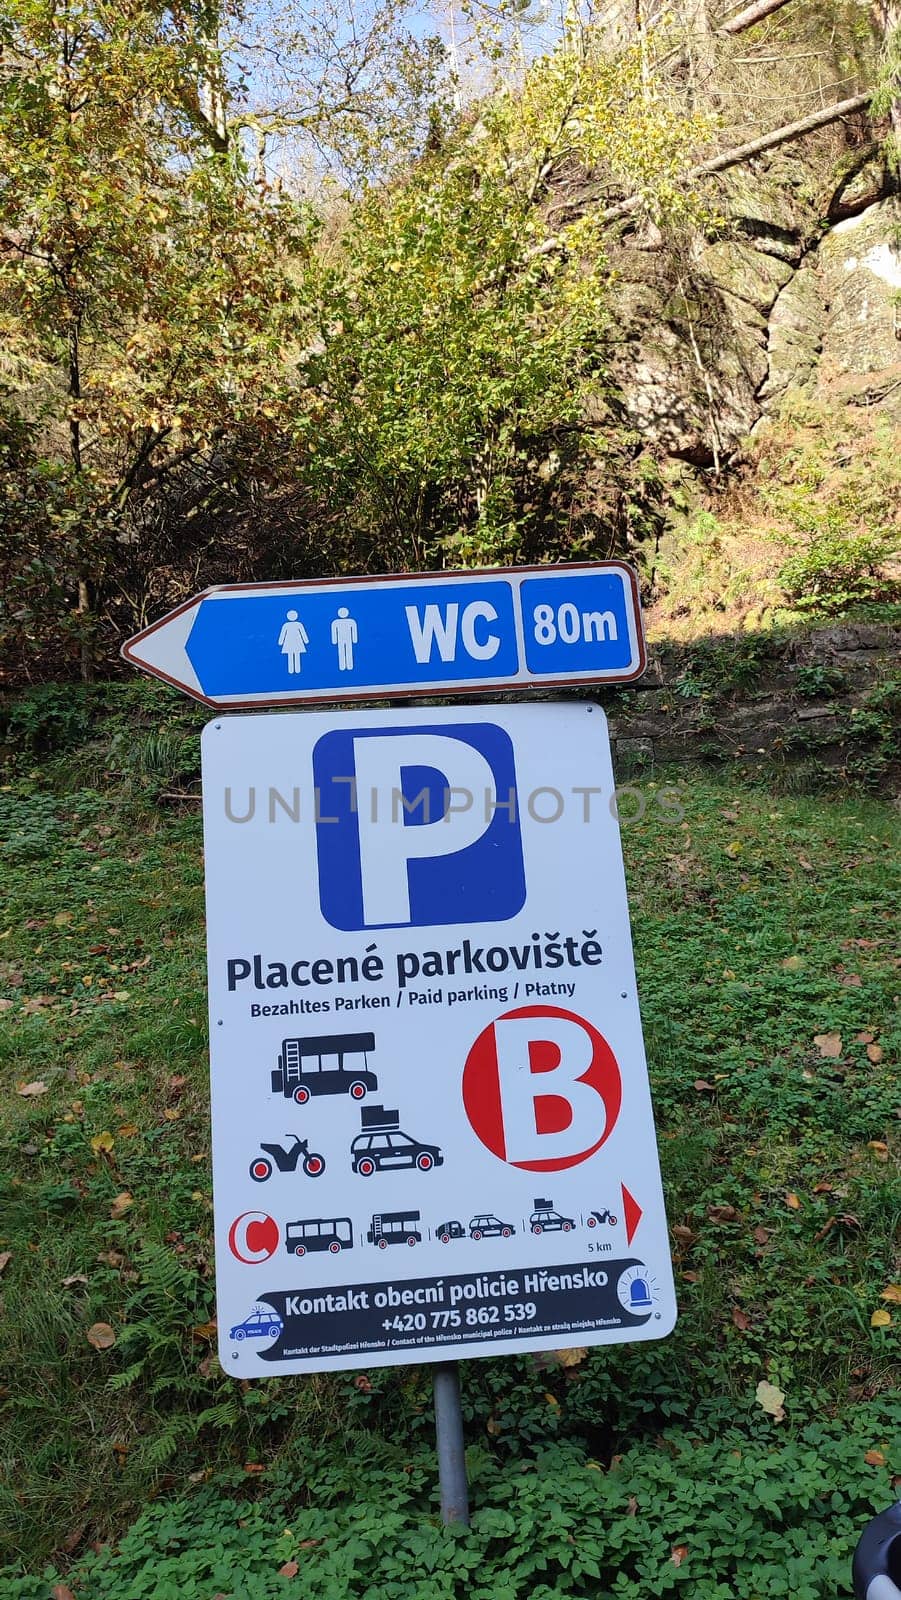 WC 80m
P
UNLTIMPHOTOS
Placené parkoviště
Bezahltes Parken / Paid parking / Płatny
B
C
5 km
Kontakt obecní policie Hřensko
+420 775 862 539
Kontakt der Stadtpolizei Hřensko / Contact of the Hřensko municipal police / Kontakt ze strażą miejską Hřensko